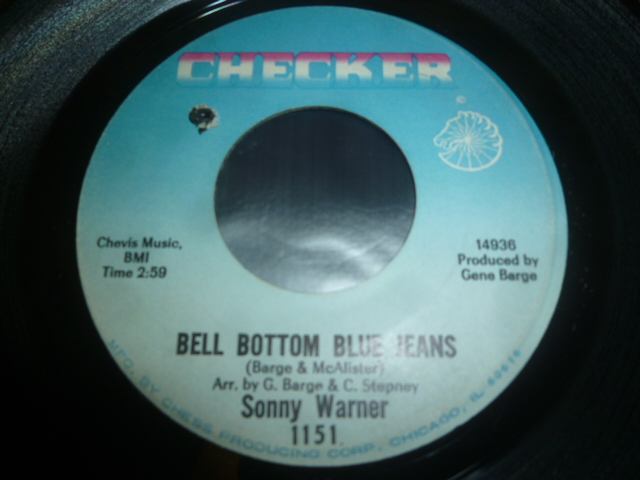 CHECKER
©
Chevis Music,
BMI
Time 2:59
14936
Produced by
Gene Barge
BELL BOTTOM BLUE JEANS
(Barge & McAlister)
Arr. by G. Barge & C. Stepney
Sonny Warner
1151
MFG. BY CHESS PRODUCING CORP., CHICAGO, IL 60616